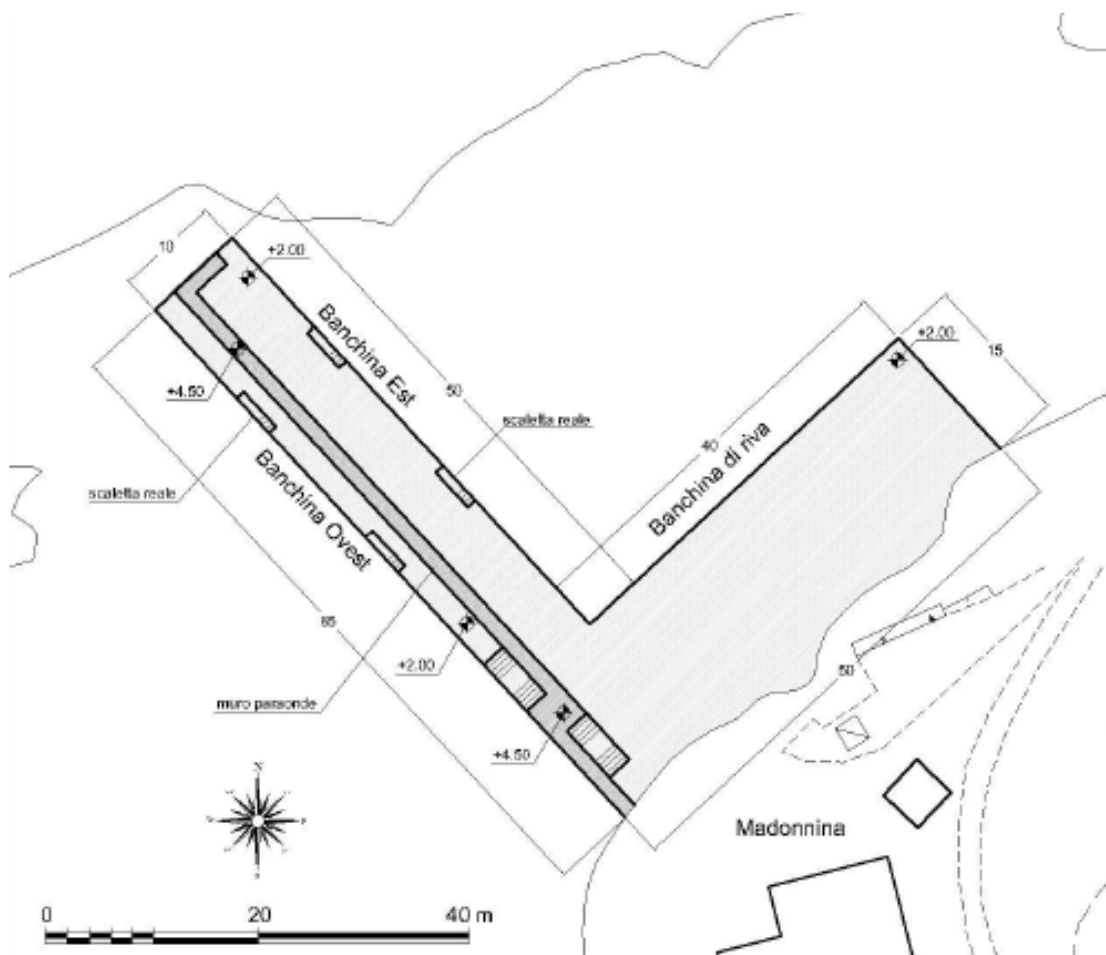 10
+2.00
Banchina Est
50
+4.50
scaletta reale
scaletta reale
Banchina Ovest
65
+2.00
muro paraonde
+4.50
+2.00
15
40
Banchina di riva
50
Madonnina
N
0 20 40 m